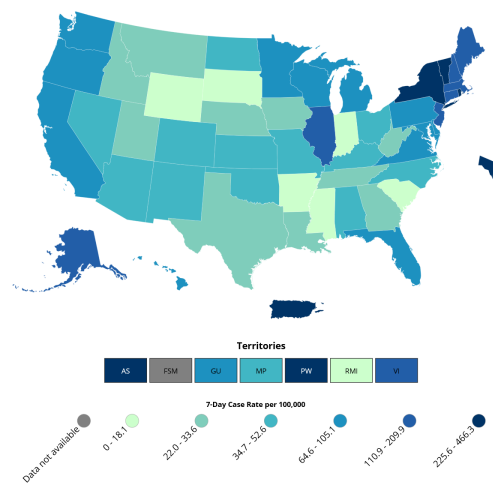 Territories
AS FSM GU MP PW RMI VI
7-Day Case Rate per 100,000
Data not available 0 - 18.1 22.0 - 33.6 34.7 - 52.6 64.6 - 105.1 110.9 - 209.9 225.6 - 466.3